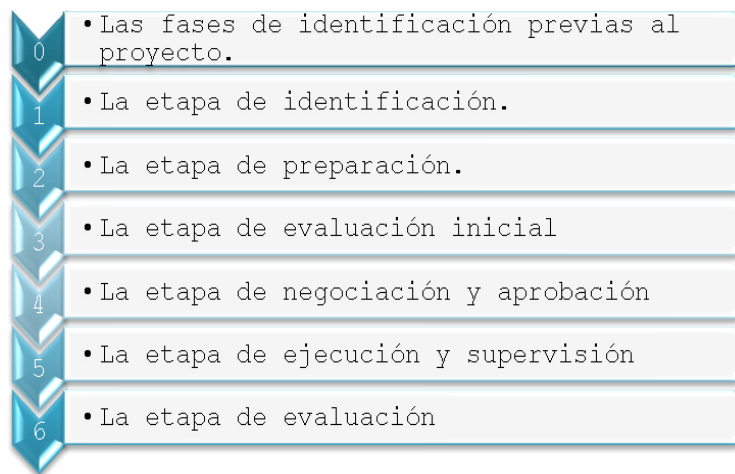 0
• Las fases de identificación previas al
proyecto.
1
• La etapa de identificación.
2
• La etapa de preparación.
3
• La etapa de evaluación inicial
4
• La etapa de negociación y aprobación
5
• La etapa de ejecución y supervisión
6
• La etapa de evaluación